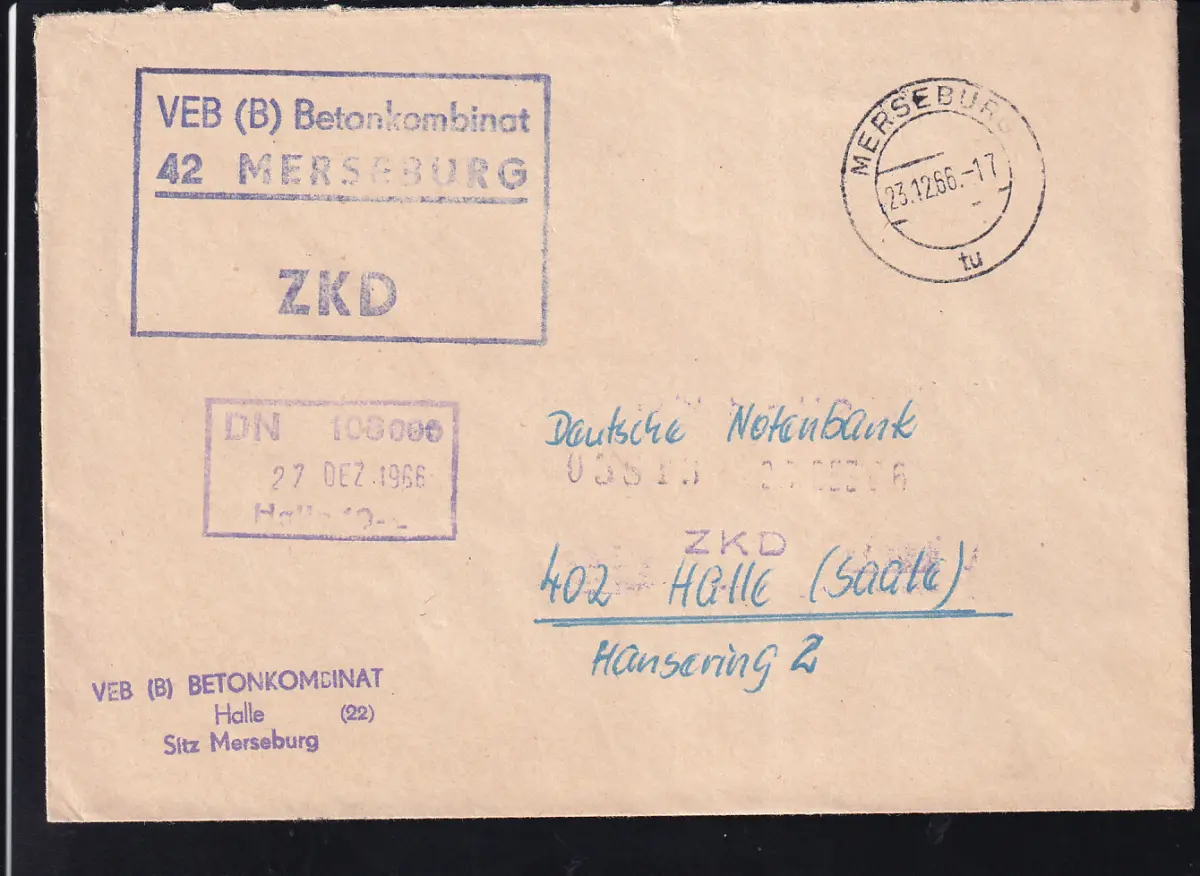 VEB (B) Betonkombinat
42 MERSEBURG
ZKD
MERSEBURG
23.12.66.-17
tu
DN 108000
27 DEZ 1966
Deutsche Notenbank
ZKD
402 Halle (Saale)
Hansering 2
VEB (B) BETONKOMBINAT
Halle (22)
Sitz Merseburg